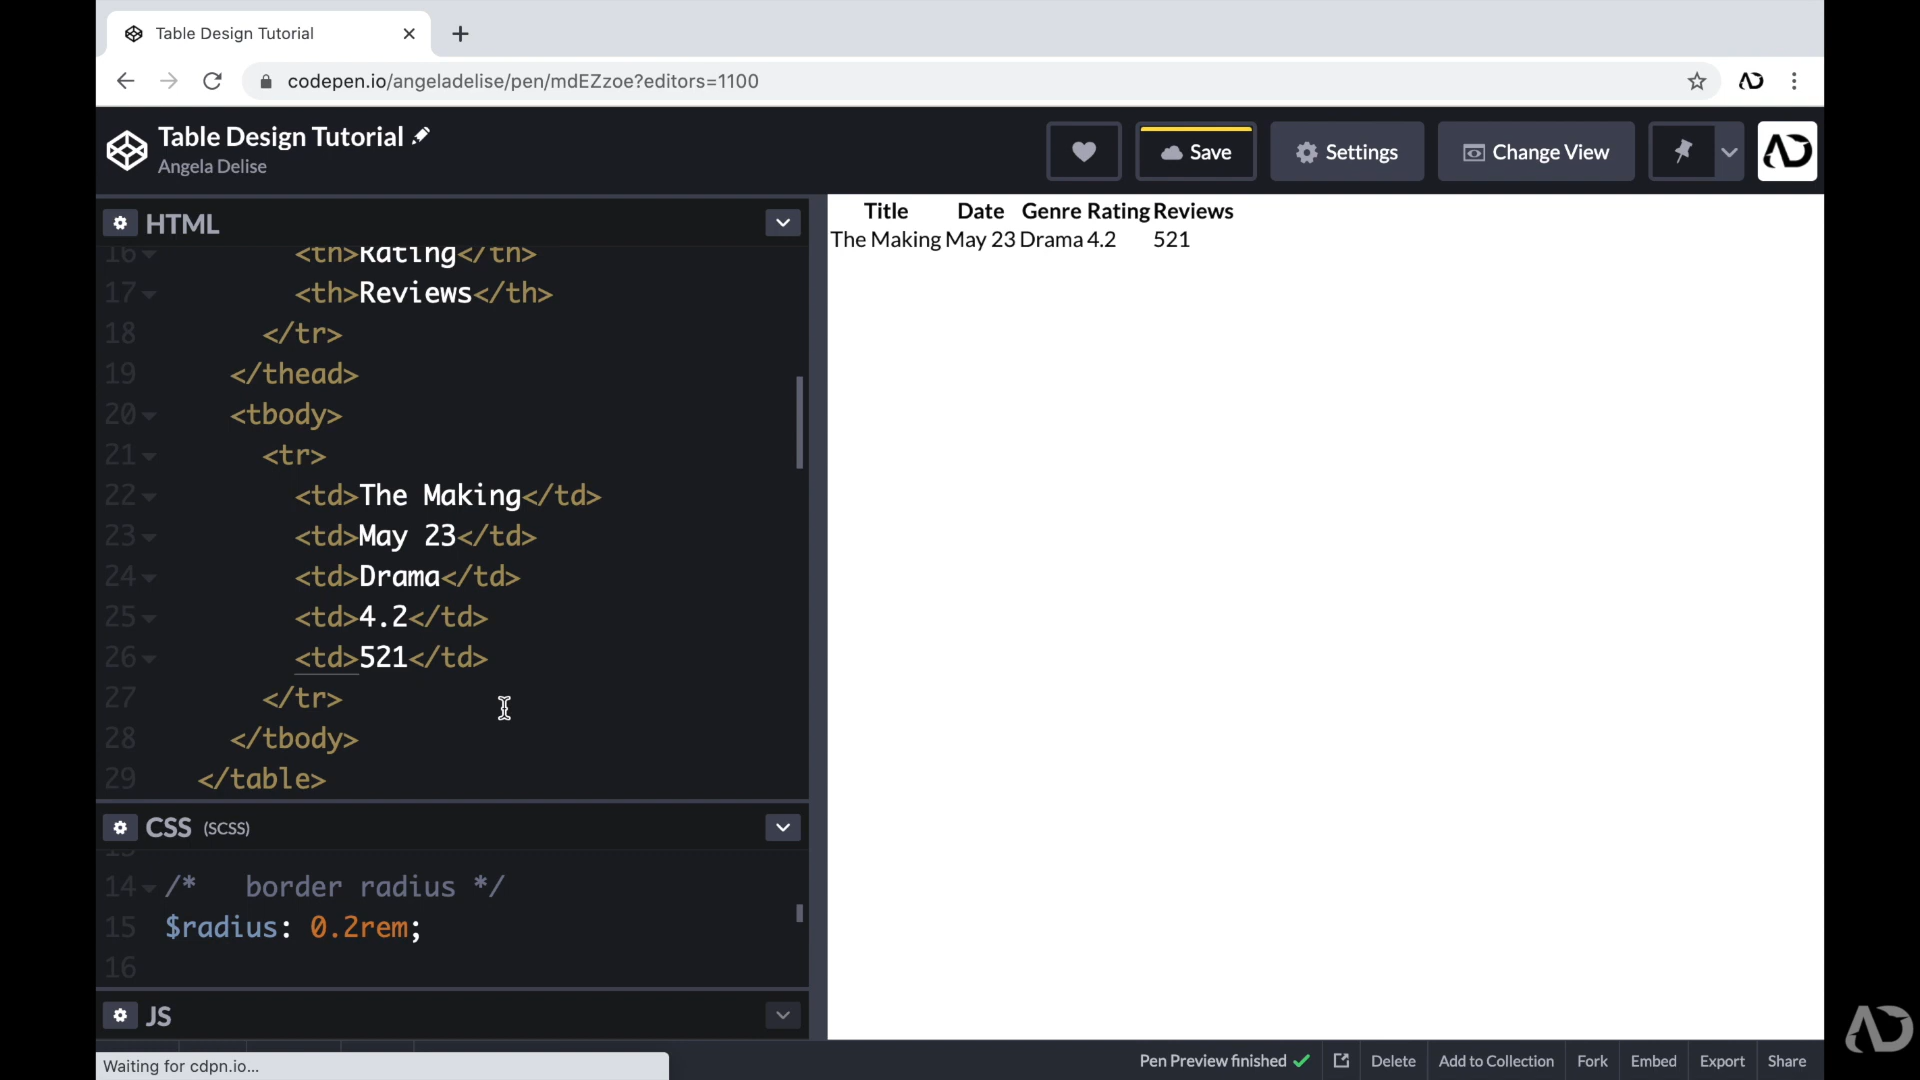 Table Design Tutorial
codepen.io/angeladelise/pen/mdEZzoe?editors=1100
Table Design Tutorial
Angela Delise
Save
Settings
Change View
HTML
16 <th>Rating</th>
17 <th>Reviews</th>
18 </tr>
19 </thead>
20 <tbody>
21 <tr>
22 <td>The Making</td>
23 <td>May 23</td>
24 <td>Drama</td>
25 <td>4.2</td>
26 <td>521</td>
27 </tr>
28 </tbody>
29 </table>
CSS (SCSS)
14 /* border radius */
15 $radius: 0.2rem;
16
JS
Title Date Genre Rating Reviews
The Making May 23 Drama 4.2 521
Waiting for cdpn.io...
Pen Preview finished
Delete
Add to Collection
Fork
Embed
Export
Share